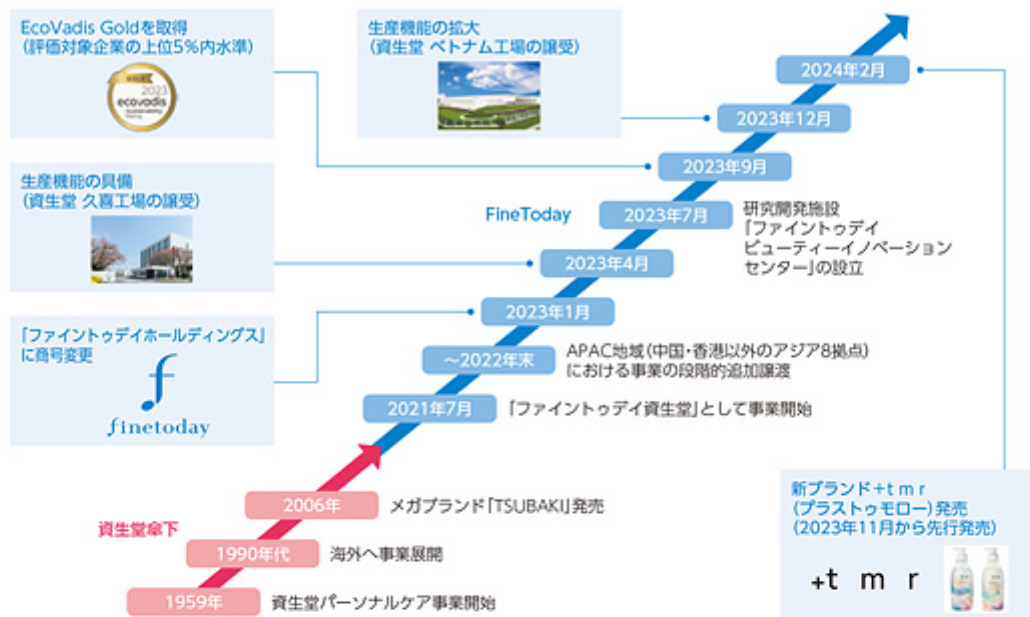 EcoVadis Goldを取得
(評価対象企業の上位5%内水準)
GOLD
2023
ecovadis
Sustainability
Rating
生産機能の拡大
(資生堂 ベトナム工場の譲受)
2024年2月
2023年12月
2023年9月
生産機能の具備
(資生堂 久喜工場の譲受)
FineToday
2023年7月
研究開発施設
「ファイントゥデイ
ビューティーイノベーション
センター」の設立
2023年4月
2023年1月
「ファイントゥデイホールディングス」
に商号変更
finetoday
～2022年末
APAC地域(中国・香港以外のアジア8拠点)
における事業の段階的追加譲渡
2021年7月
「ファイントゥデイ資生堂」として事業開始
2006年
メガブランド「TSUBAKI」発売
資生堂傘下
1990年代
海外へ事業展開
1959年
資生堂パーソナルケア事業開始
新ブランド+t m r
(プラストゥモロー)発売
(2023年11月から先行発売)
+t m r